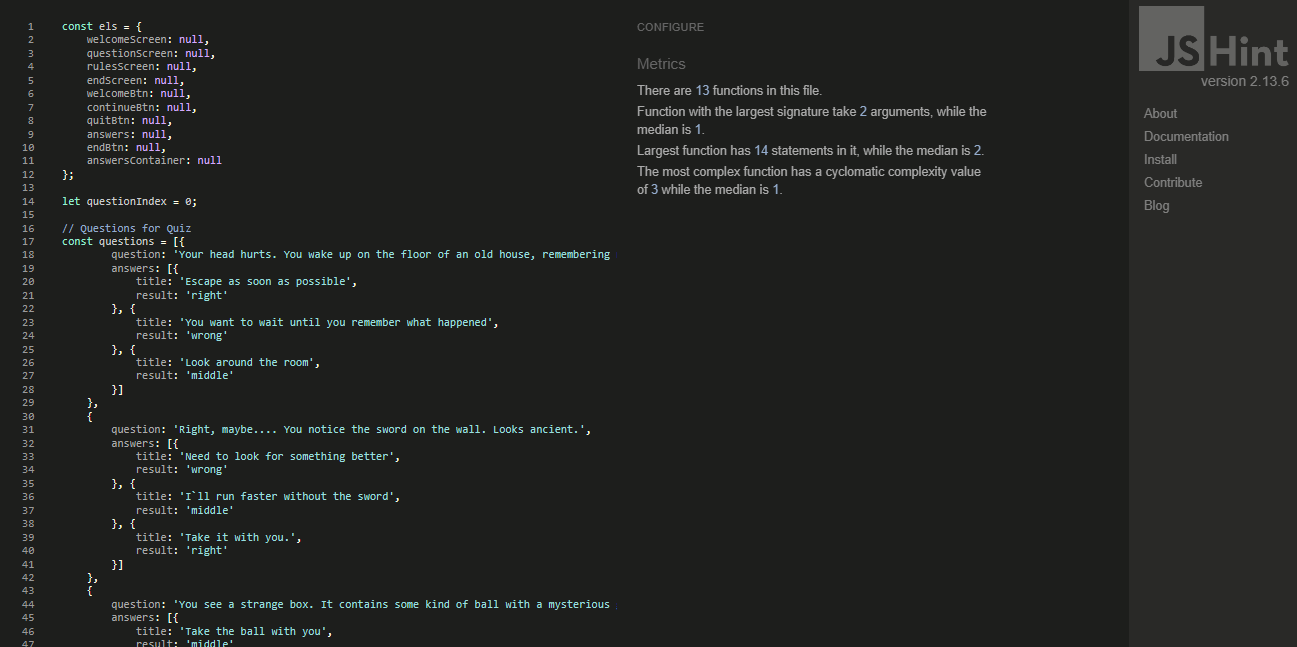 1 const els = {
2 welcomeScreen: null,
3 questionScreen: null,
4 rulesScreen: null,
5 endScreen: null,
6 welcomeBtn: null,
7 continueBtn: null,
8 quitBtn: null,
9 answers: null,
10 endBtn: null,
11 answersContainer: null
12 };
13
14 let questionIndex = 0;
15
16 // Questions for Quiz
17 const questions = [{
18 question: 'Your head hurts. You wake up on the floor of an old house, remembering
19 answers: [{
20 title: 'Escape as soon as possible',
21 result: 'right'
22 }, {
23 title: 'You want to wait until you remember what happened',
24 result: 'wrong'
25 }, {
26 title: 'Look around the room',
27 result: 'middle'
28 }]
29 },
30 {
31 question: 'Right, maybe.... You notice the sword on the wall. Looks ancient.',
32 answers: [{
33 title: 'Need to look for something better',
34 result: 'wrong'
35 }, {
36 title: 'I`ll run faster without the sword',
37 result: 'middle'
38 }, {
39 title: 'Take it with you.',
40 result: 'right'
41 }]
42 },
43 {
44 question: 'You see a strange box. It contains some kind of ball with a mysterious
45 answers: [{
46 title: 'Take the ball with you',
47 result: 'middle'
CONFIGURE
Metrics
There are 13 functions in this file.
Function with the largest signature take 2 arguments, while the
median is 1.
Largest function has 14 statements in it, while the median is 2.
The most complex function has a cyclomatic complexity value
of 3 while the median is 1.
JSHint
version 2.13.6
About
Documentation
Install
Contribute
Blog